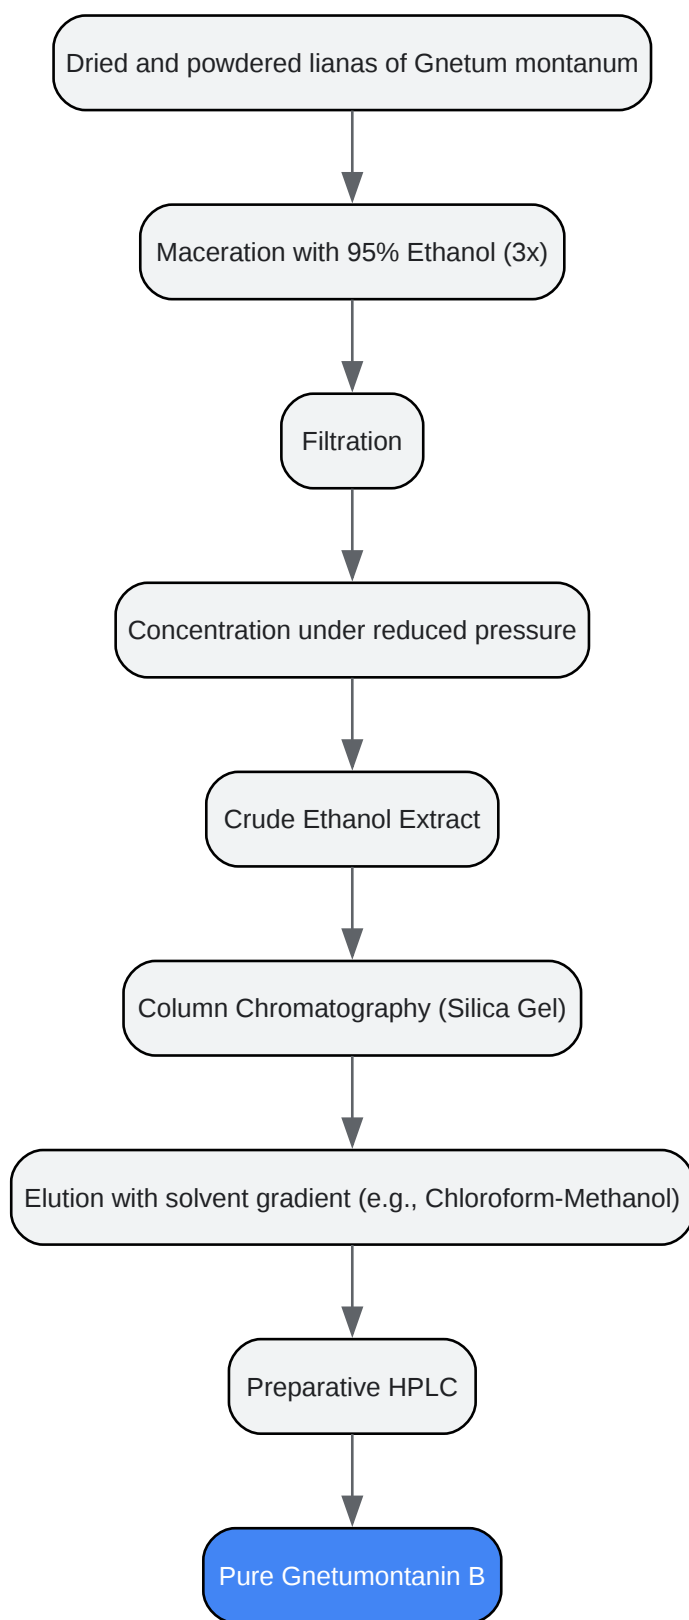 Dried and powdered lianas of Gnetum montanum
Maceration with 95% Ethanol (3x)
Filtration
Concentration under reduced pressure
Crude Ethanol Extract
Column Chromatography (Silica Gel)
Elution with solvent gradient (e.g., Chloroform-Methanol)
Preparative HPLC
Pure Gnetumontanin B